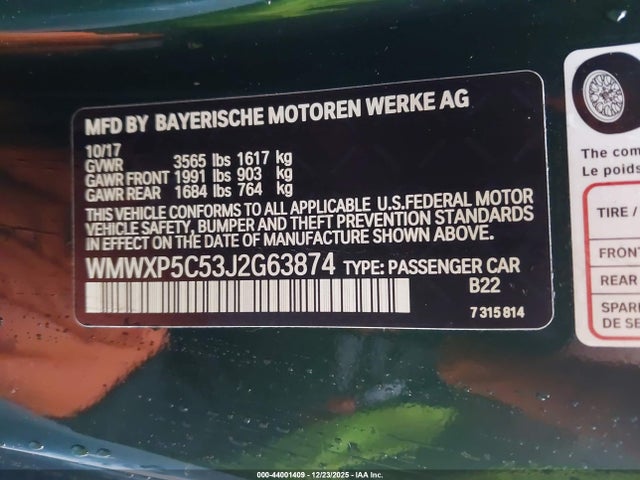 MFD BY BAYERISCHE MOTOREN WERKE AG
10/17
GVWR 3565 lbs 1617 kg
GAWR FRONT 1991 lbs 903 kg
GAWR REAR 1684 lbs 764 kg
THIS VEHICLE CONFORMS TO ALL APPLICABLE U.S.FEDERAL MOTOR
VEHICLE SAFETY, BUMPER AND THEFT PREVENTION STANDARDS
IN EFFECT ON THE DATE OF MANUFACTURE SHOWN ABOVE.
WMWXP5C53J2G63874 TYPE: PASSENGER CAR
B22
7 315 814
The com
Le poids
TIRE /
FRONT
REAR
SPAR
DE SE
000-44001409 - 12/23/2025 - IAA Inc.